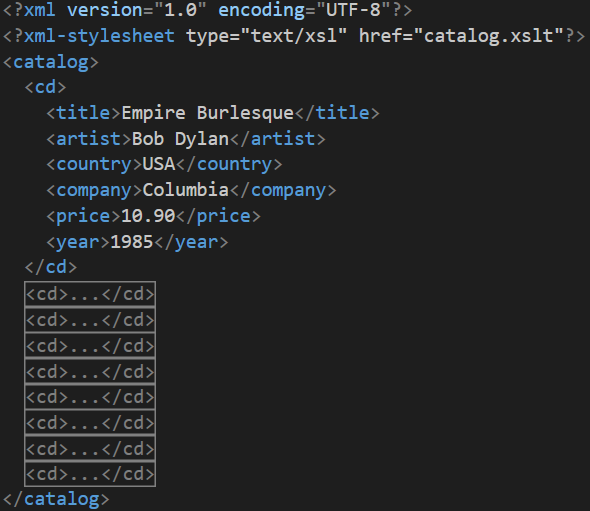 <?xml version="1.0" encoding="UTF-8"?>
<?xml-stylesheet type="text/xsl" href="catalog.xslt"?>
<catalog>
  <cd>
    <title>Empire Burlesque</title>
    <artist>Bob Dylan</artist>
    <country>USA</country>
    <company>Columbia</company>
    <price>10.90</price>
    <year>1985</year>
  </cd>
  <cd>...</cd>
  <cd>...</cd>
  <cd>...</cd>
  <cd>...</cd>
  <cd>...</cd>
  <cd>...</cd>
  <cd>...</cd>
  <cd>...</cd>
</catalog>